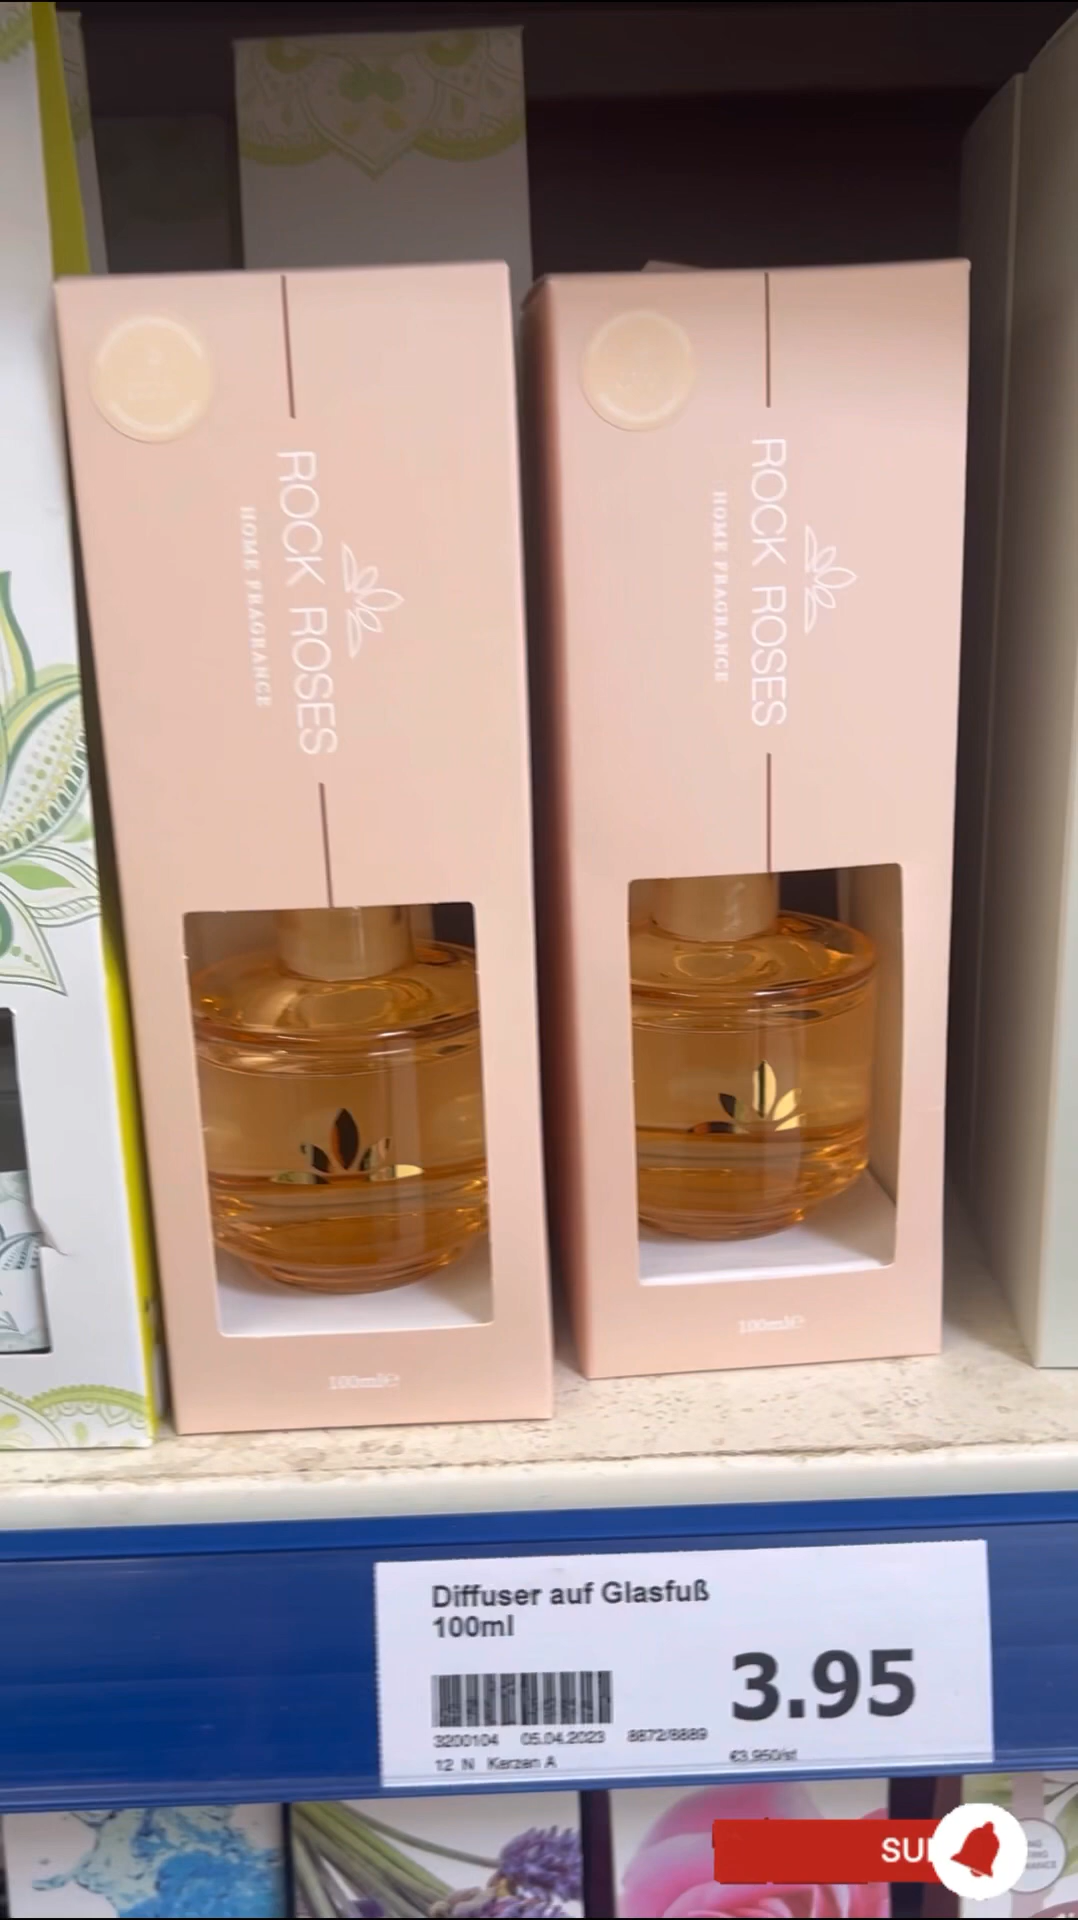 ROCK ROSES
HOME FRAGRANCE
100ml℮
ROCK ROSES
HOME FRAGRANCE
100ml℮
Diffuser auf Glasfuß
100ml
3.95
3200104 05.04.2023 8872/8889
12 N Kerzen A
€3.950/st
SU